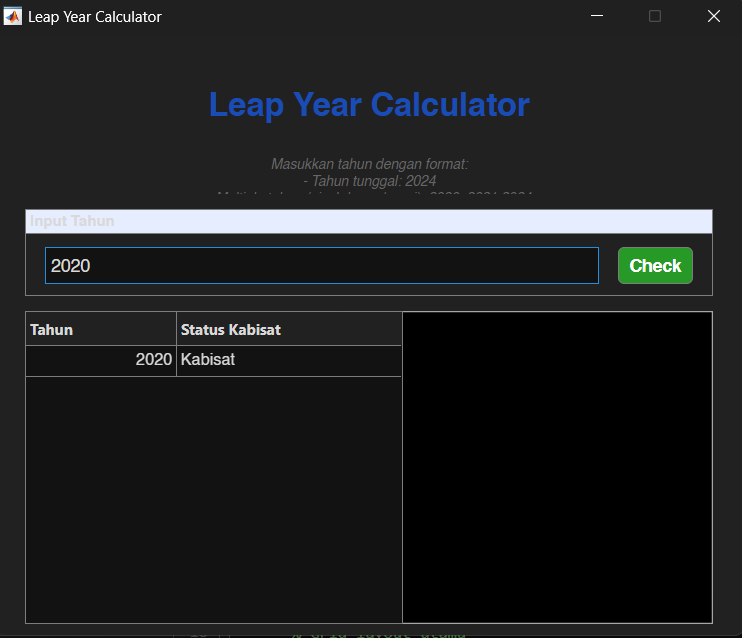 Leap Year Calculator
Leap Year Calculator
Masukkan tahun dengan format:
- Tahun tunggal: 2024
Input Tahun
2020
Check
Tahun Status Kabisat
2020 Kabisat